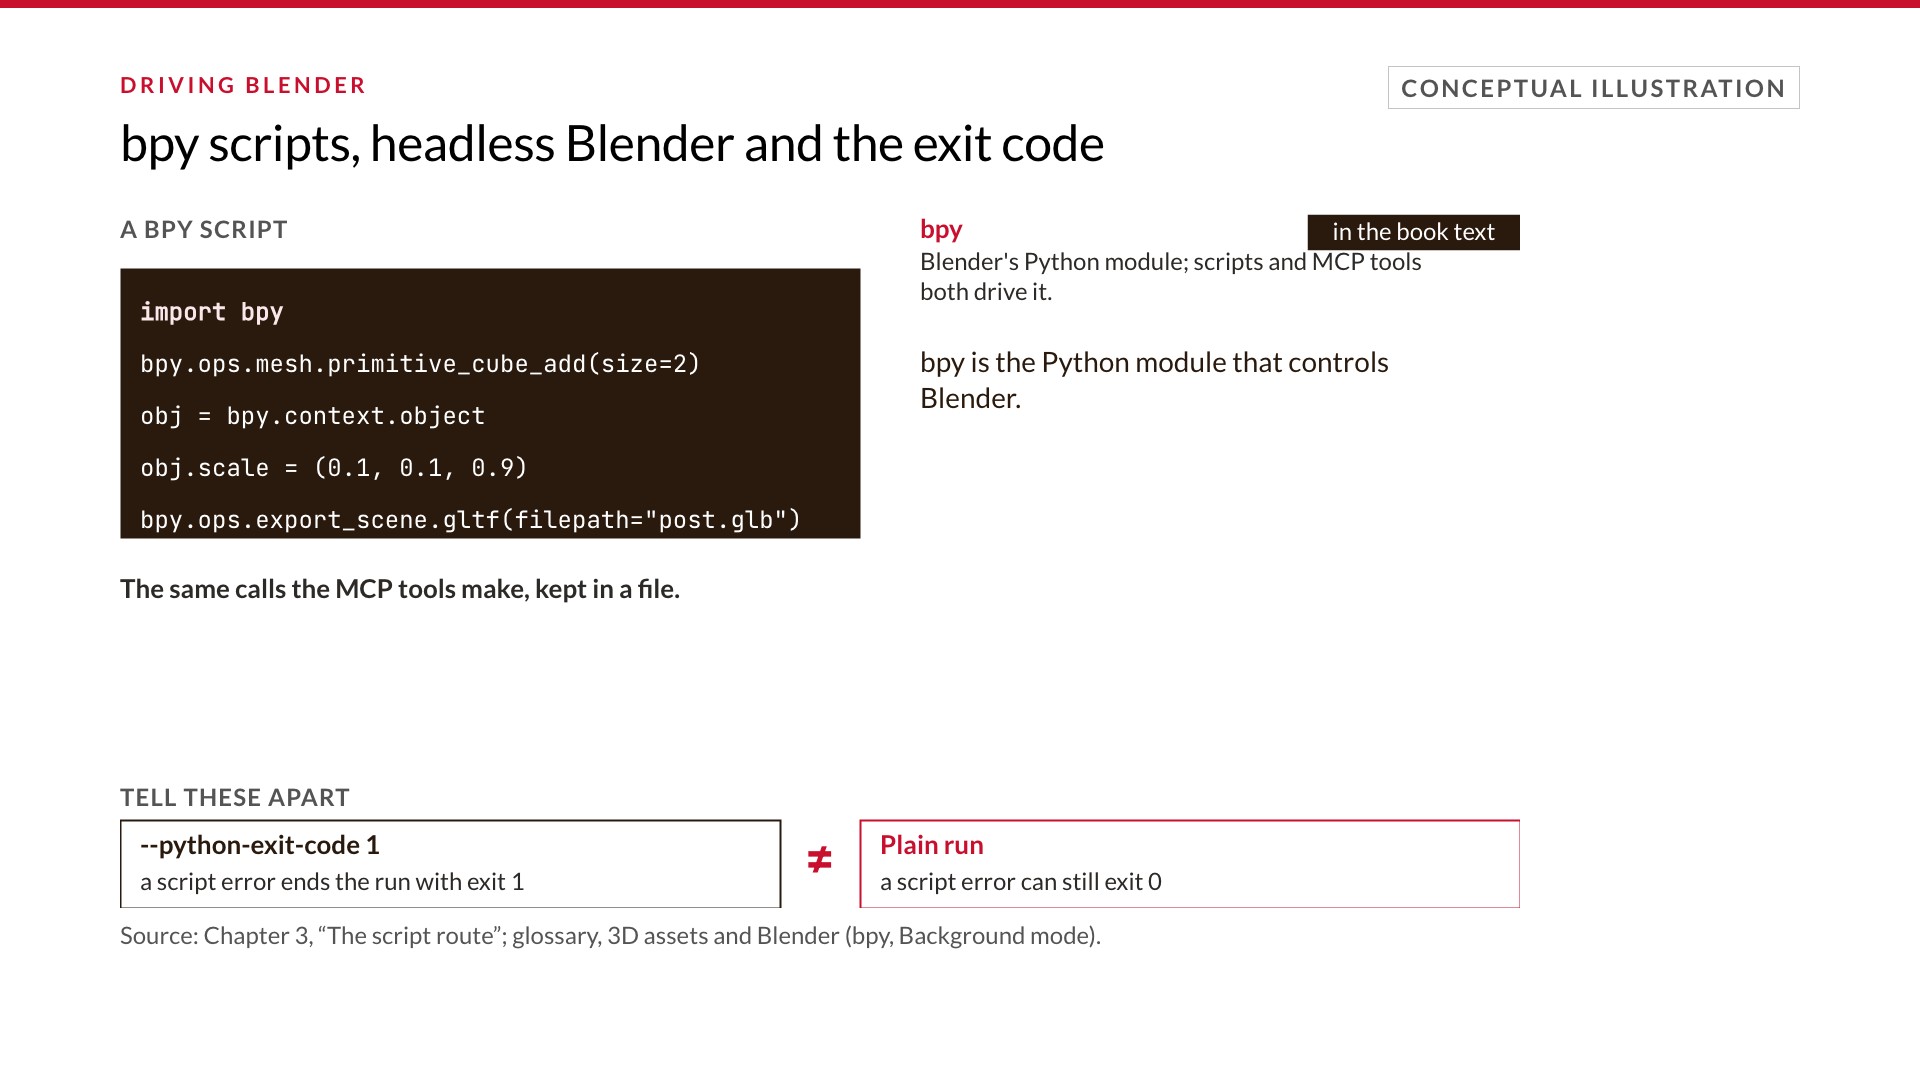 DRIVING BLENDER
CONCEPTUAL ILLUSTRATION
bpy scripts, headless Blender and the exit code
A BPY SCRIPT
import bpy
bpy.ops.mesh.primitive_cube_add(size=2)
obj = bpy.context.object
obj.scale = (0.1, 0.1, 0.9)
bpy.ops.export_scene.gltf(filepath="post.glb")
The same calls the MCP tools make, kept in a file.
bpy
in the book text
Blender's Python module; scripts and MCP tools
both drive it.
bpy is the Python module that controls
Blender.
TELL THESE APART
--python-exit-code 1
a script error ends the run with exit 1
≠
Plain run
a script error can still exit 0
Source: Chapter 3, “The script route”; glossary, 3D assets and Blender (bpy, Background mode).